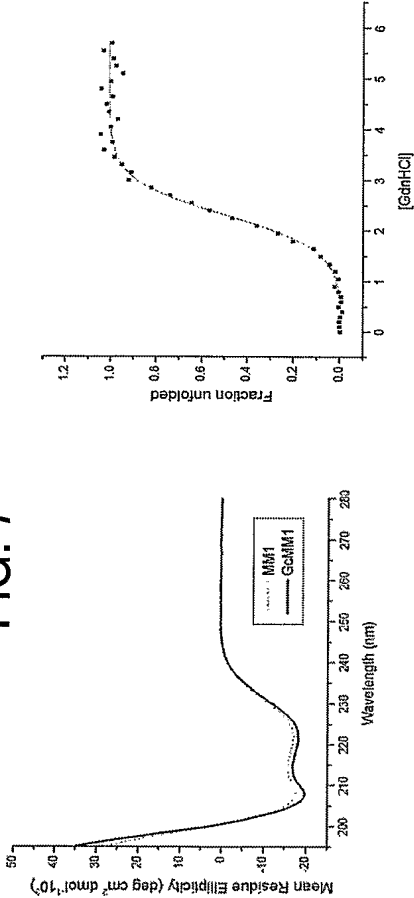 FIG. 7
50
40
30
20
10
0
-10
-20
Mean Residue Ellipticity (deg cm² dmol⁻¹10³)
200 210 220 230 240 250 260 270 280
Wavelength (nm)
MM1
GcMM1
1.2
1.0
0.8
0.6
0.4
0.2
0.0
Fraction unfolded
0 1 2 3 4 5 6
[GdnHCl]